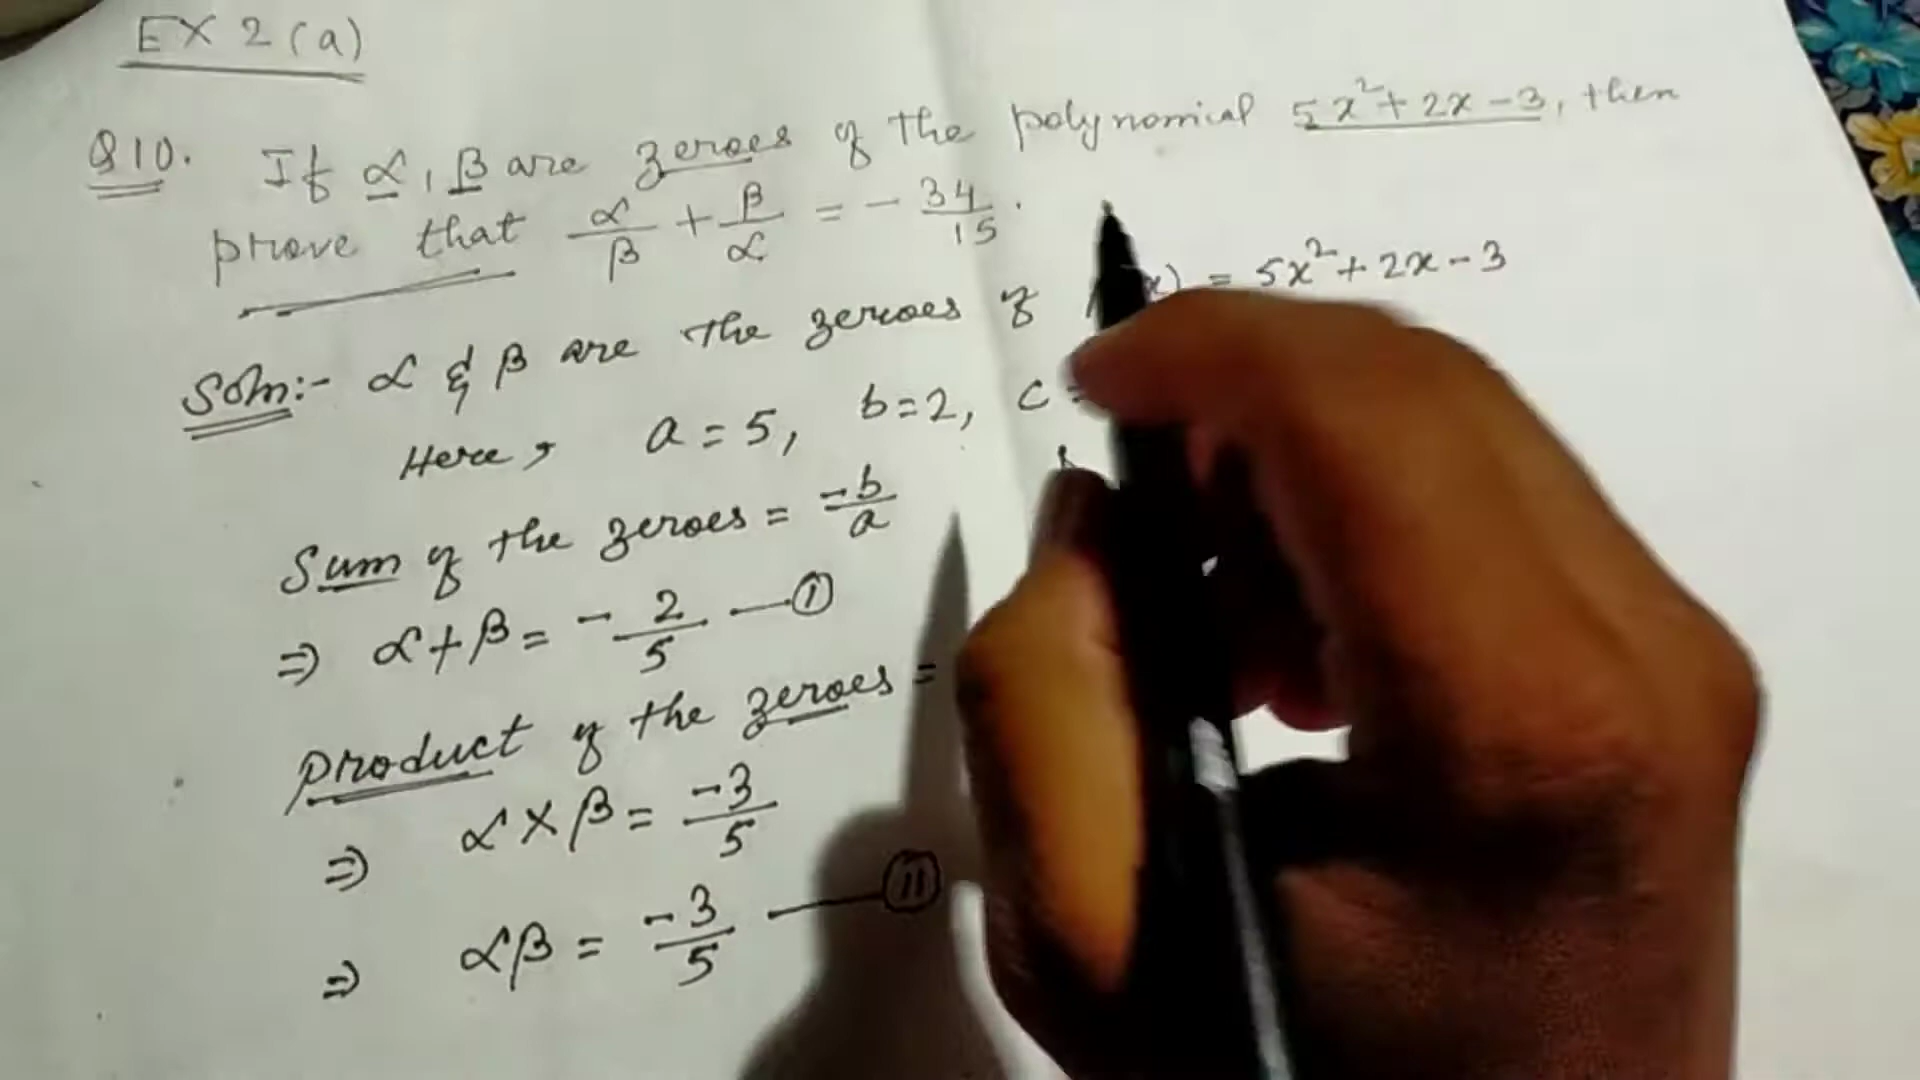 EX 2(a)
Q10. If α, β are zeroes of the polynomial 5x²+2x-3, then
prove that α/β + β/α = - 34/15.
Soln:- α & β are the zeroes of x) = 5x²+2x-3
Here, a=5, b=2, c=
Sum of the zeroes = -b/a
⇒ α+β = - 2/5 —(i)
Product of the zeroes =
⇒ α×β = -3/5
⇒ αβ = -3/5 —(ii)